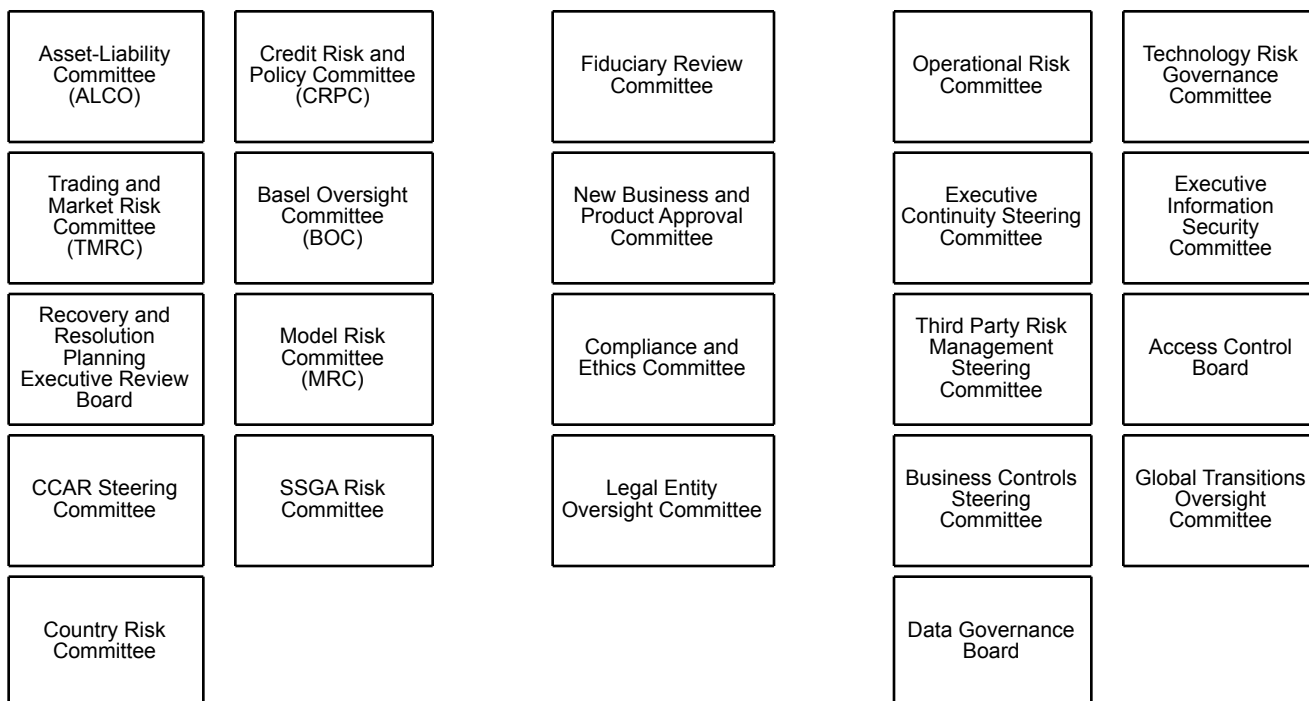 Asset-Liability
Committee
(ALCO)
Credit Risk and
Policy Committee
(CRPC)
Fiduciary Review
Committee
Operational Risk
Committee
Technology Risk
Governance
Committee
Trading and
Market Risk
Committee
(TMRC)
Basel Oversight
Committee
(BOC)
New Business and
Product Approval
Committee
Executive
Continuity Steering
Committee
Executive
Information
Security
Committee
Recovery and
Resolution
Planning
Executive Review
Board
Model Risk
Committee
(MRC)
Compliance and
Ethics Committee
Third Party Risk
Management
Steering
Committee
Access Control
Board
CCAR Steering
Committee
SSGA Risk
Committee
Legal Entity
Oversight Committee
Business Controls
Steering
Committee
Global Transitions
Oversight
Committee
Country Risk
Committee
Data Governance
Board